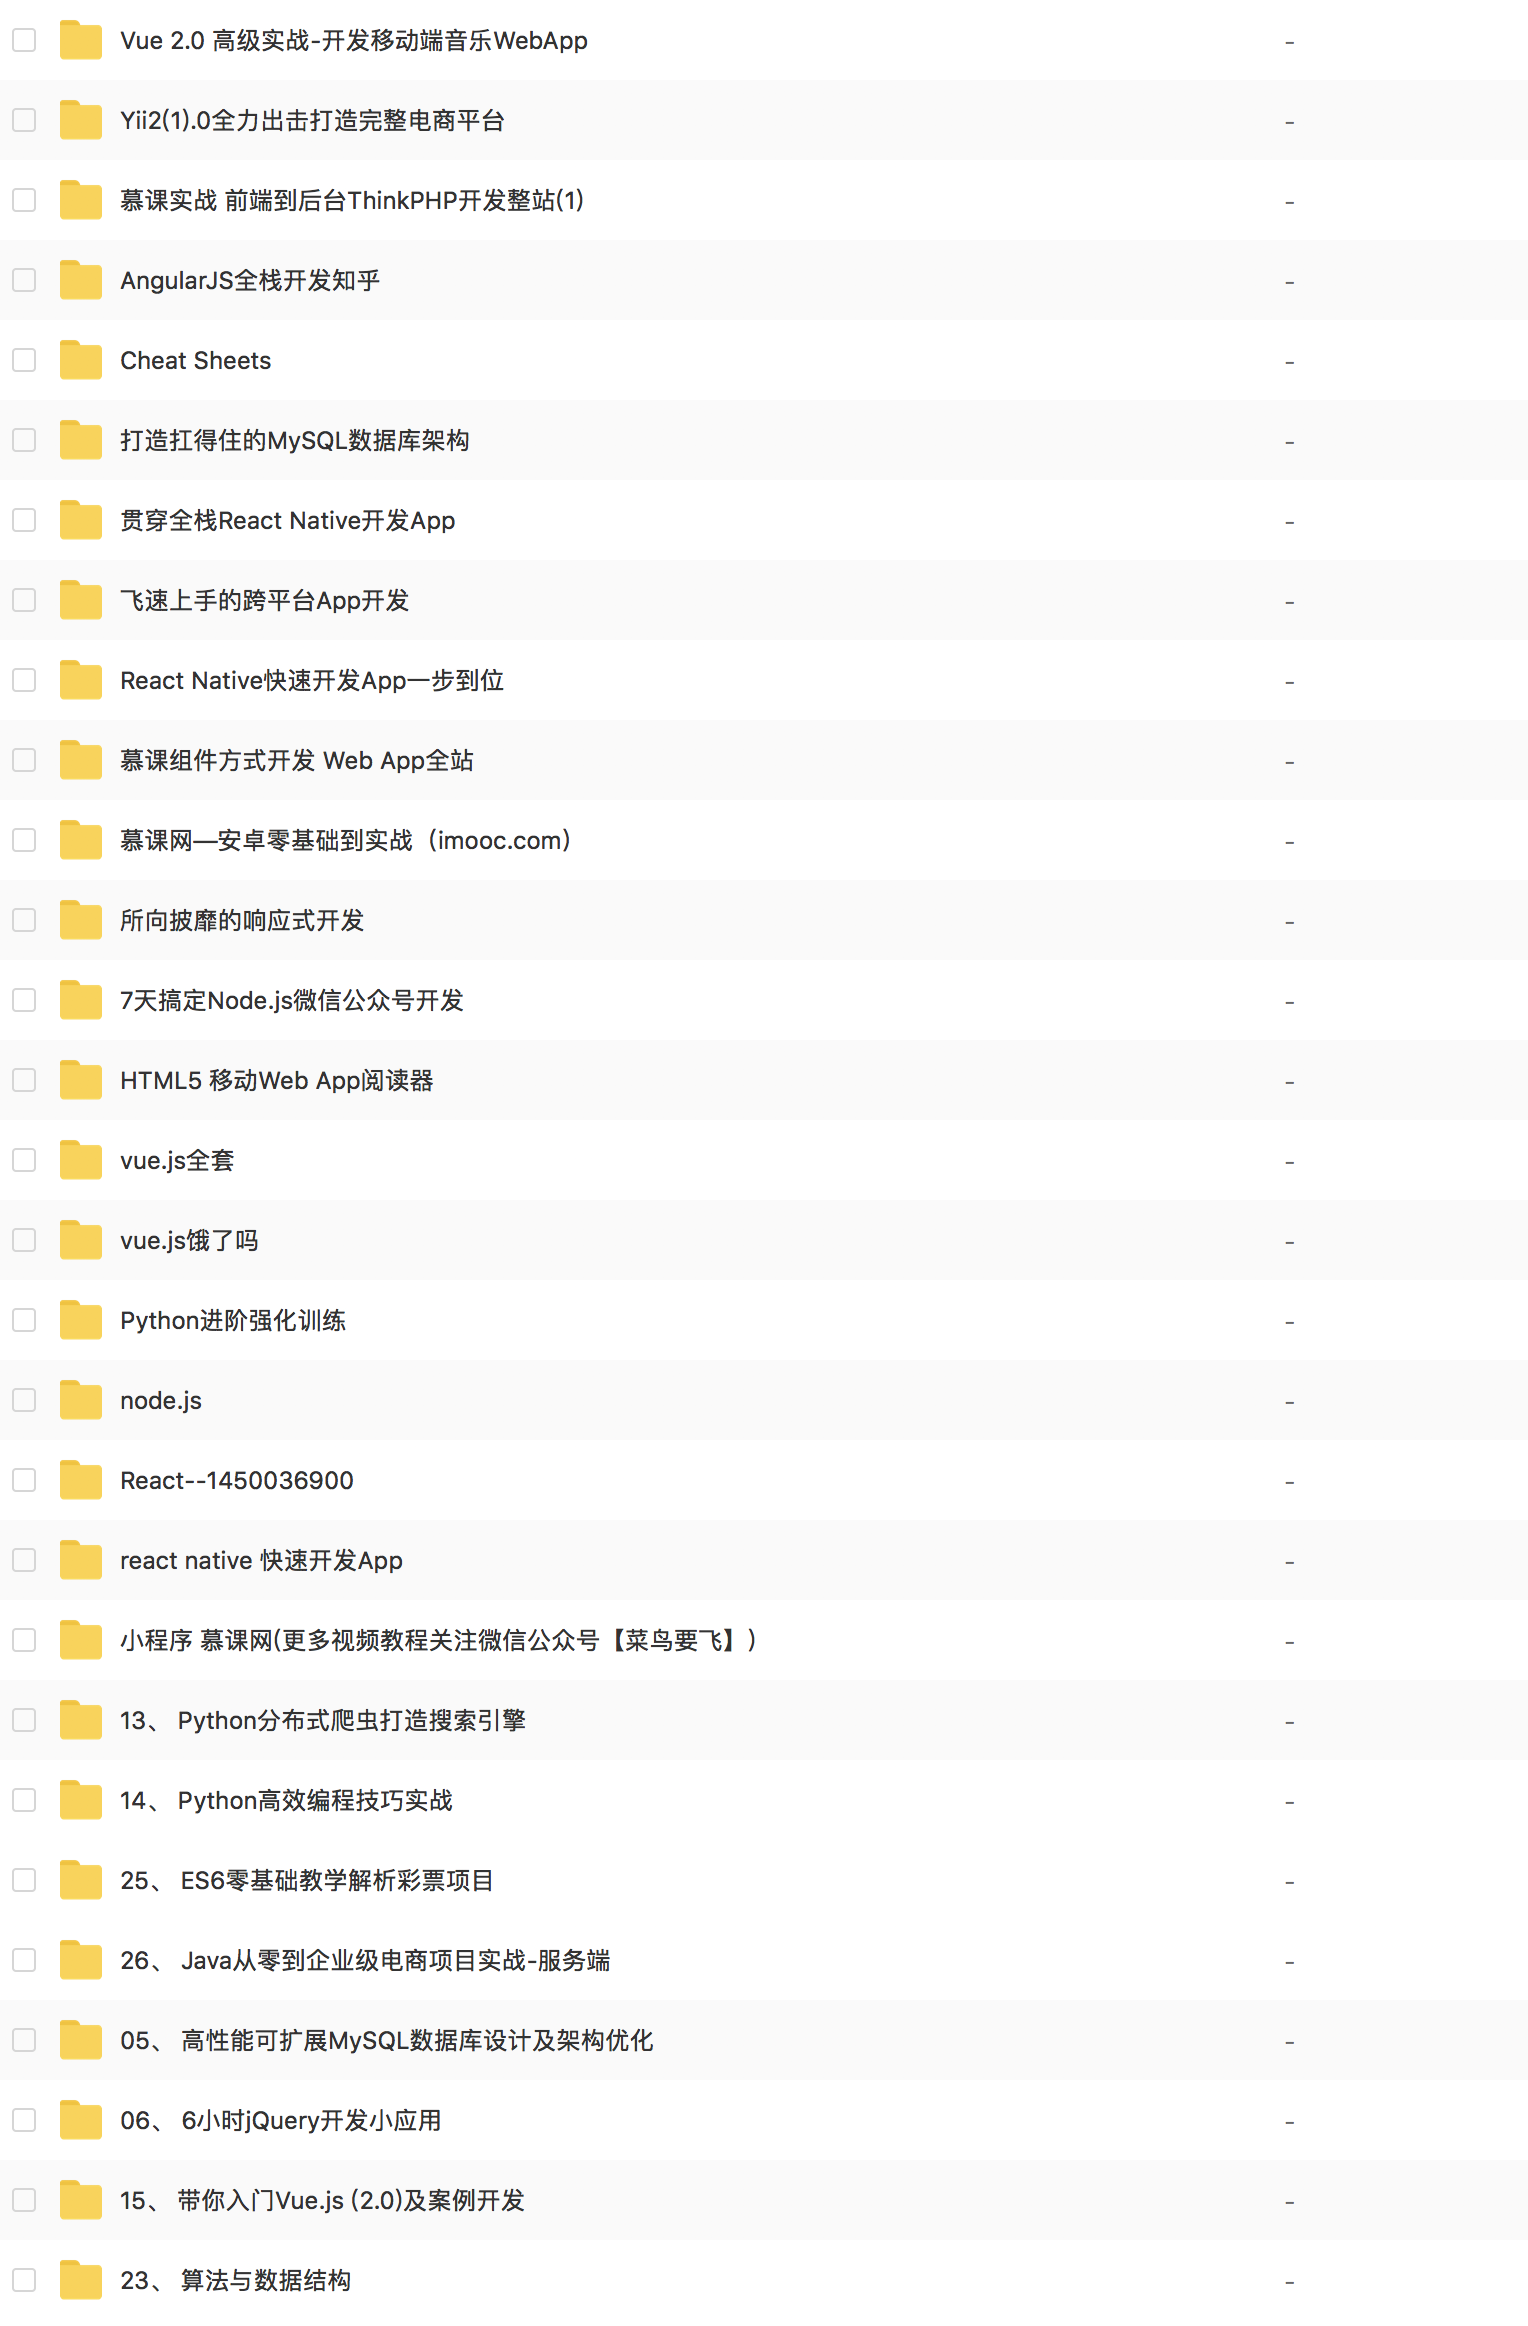 Vue 2.0 高级实战-开发移动端音乐WebApp -
Yii2(1).0全力出击打造完整电商平台 -
慕课实战 前端到后台ThinkPHP开发整站(1) -
AngularJS全栈开发知乎 -
Cheat Sheets -
打造扛得住的MySQL数据库架构 -
贯穿全栈React Native开发App -
飞速上手的跨平台App开发 -
React Native快速开发App一步到位 -
慕课组件方式开发 Web App全站 -
慕课网—安卓零基础到实战（imooc.com） -
所向披靡的响应式开发 -
7天搞定Node.js微信公众号开发 -
HTML5 移动Web App阅读器 -
vue.js全套 -
vue.js饿了吗 -
Python进阶强化训练 -
node.js -
React--1450036900 -
react native 快速开发App -
小程序 慕课网(更多视频教程关注微信公众号【菜鸟要飞】) -
13、 Python分布式爬虫打造搜索引擎 -
14、 Python高效编程技巧实战 -
25、 ES6零基础教学解析彩票项目 -
26、 Java从零到企业级电商项目实战-服务端 -
05、 高性能可扩展MySQL数据库设计及架构优化 -
06、 6小时jQuery开发小应用 -
15、 带你入门Vue.js (2.0)及案例开发 -
23、 算法与数据结构 -